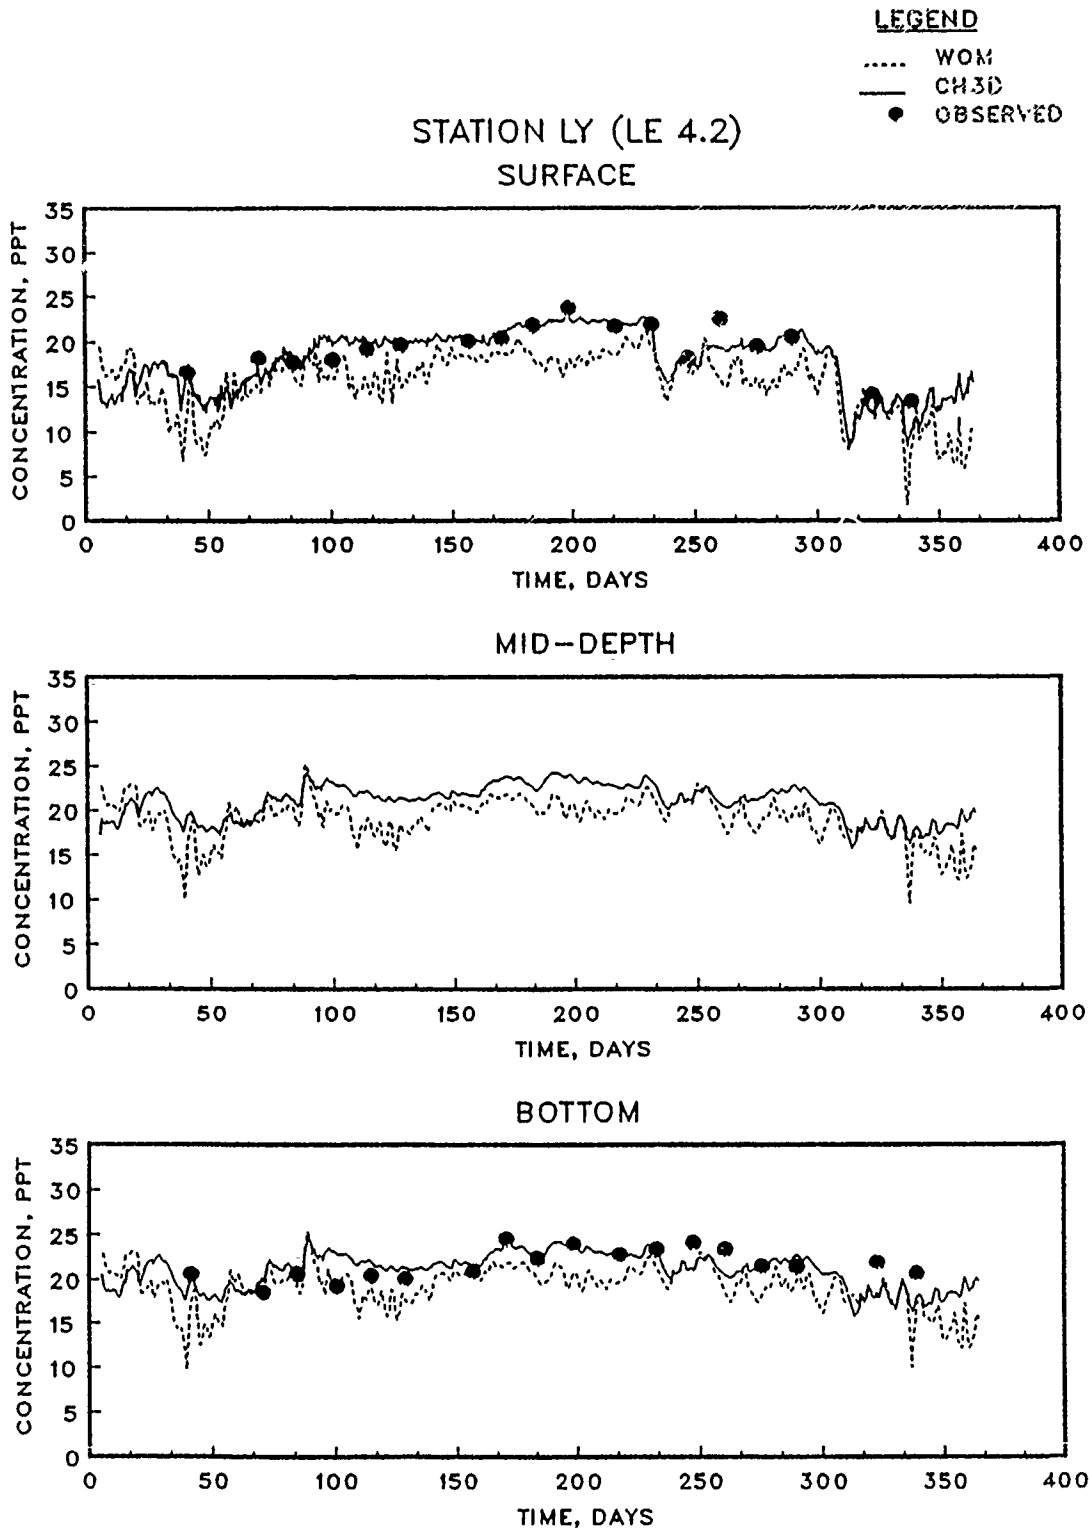 LEGEND
WQM
CH3D
OBSERVED
STATION LY (LE 4.2)
SURFACE
CONCENTRATION, PPT
35
30
25
20
15
10
5
0
0 50 100 150 200 250 300 350 400
TIME, DAYS
MID-DEPTH
CONCENTRATION, PPT
35
30
25
20
15
10
5
0
0 50 100 150 200 250 300 350 400
TIME, DAYS
BOTTOM
CONCENTRATION, PPT
35
30
25
20
15
10
5
0
0 50 100 150 200 250 300 350 400
TIME, DAYS